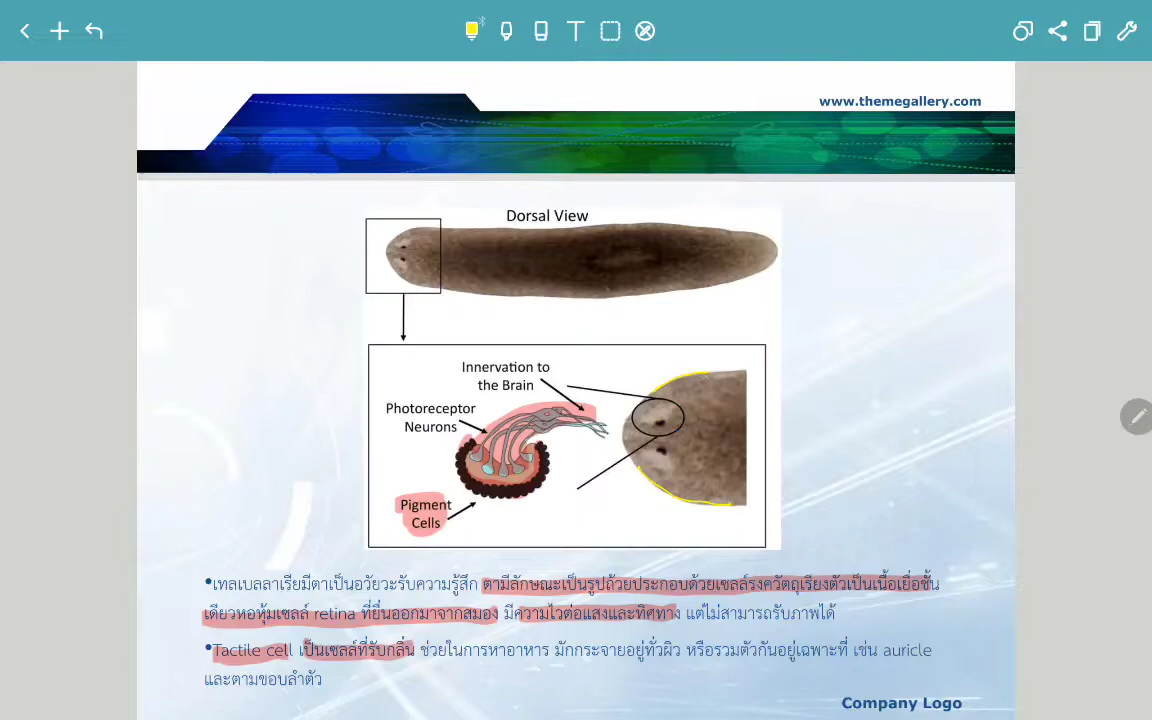 www.themegallery.com
Dorsal View
Innervation to
the Brain
Photoreceptor
Neurons
Pigment
Cells
•เทลเบลลาเรียมีตาเป็นอวัยวะรับความรู้สึก ตามีลักษณะเป็นรูปถ้วยประกอบด้วยเซลล์รงควัตถุเรียงตัวเป็นเนื้อเยื่อชั้น
เดียวหอหุ้มเซลล์ retina ที่ยื่นออกมาจากสมอง มีความไวต่อแสงและทิศทาง แต่ไม่สามารถรับภาพได้
•Tactile cell เป็นเซลล์ที่รับกลิ่น ช่วยในการหาอาหาร มักกระจายอยู่ทั่วผิว หรือรวมตัวกันอยู่เฉพาะที่ เช่น auricle
และตามขอบลำตัว
Company Logo